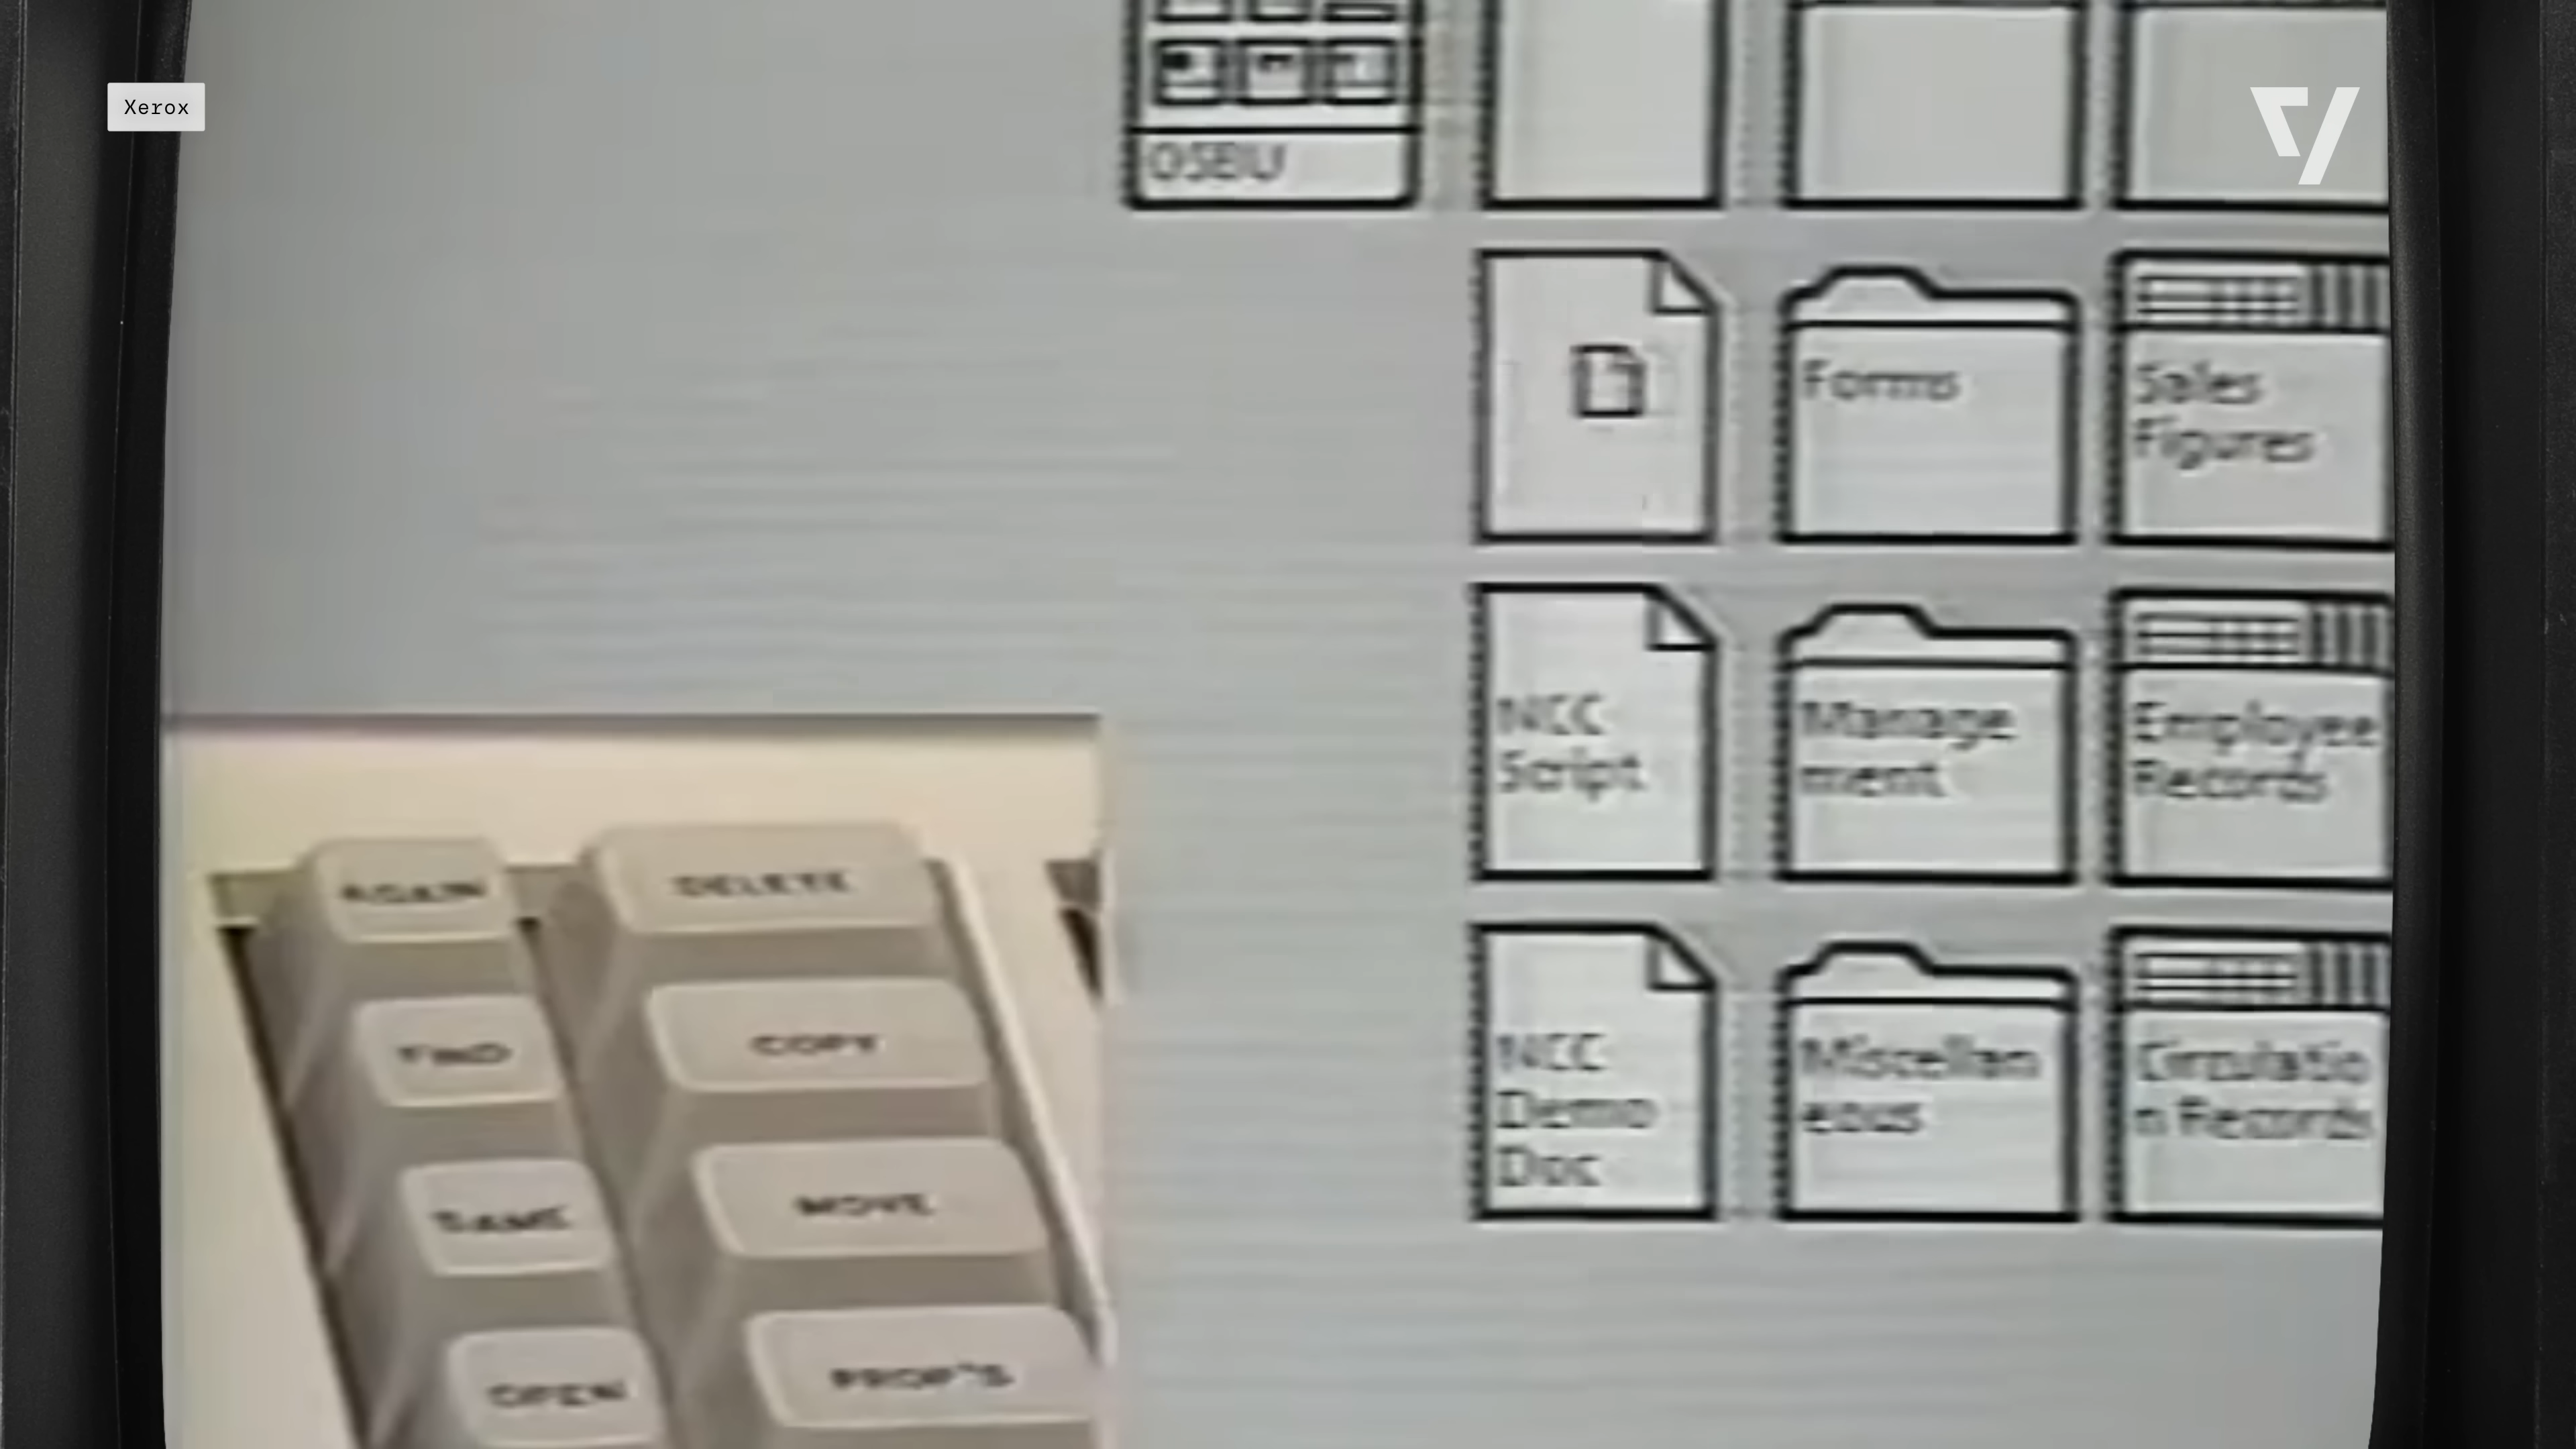 Xerox
OSBU
Forms
Sales
Figures
NCC
Script
Manage
ment
Employee
Records
NCC
Demo
Doc
Miscellan
eous
Circulatio
n Records
AGAIN
DELETE
FIND
COPY
SAME
MOVE
OPEN
PROP'S